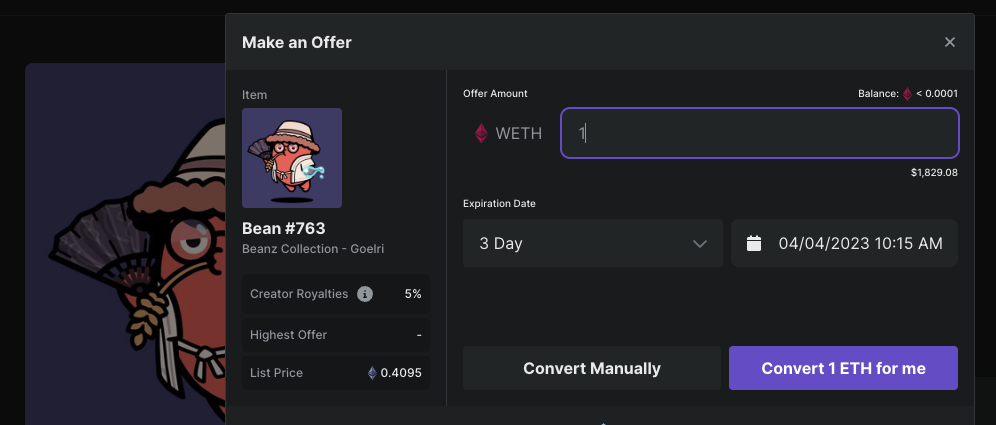 Make an Offer
Item
Bean #763
Beanz Collection - Goelri
Creator Royalties 5%
Highest Offer -
List Price 0.4095
Offer Amount Balance: < 0.0001
WETH 1
$1,829.08
Expiration Date
3 Day 04/04/2023 10:15 AM
Convert Manually Convert 1 ETH for me